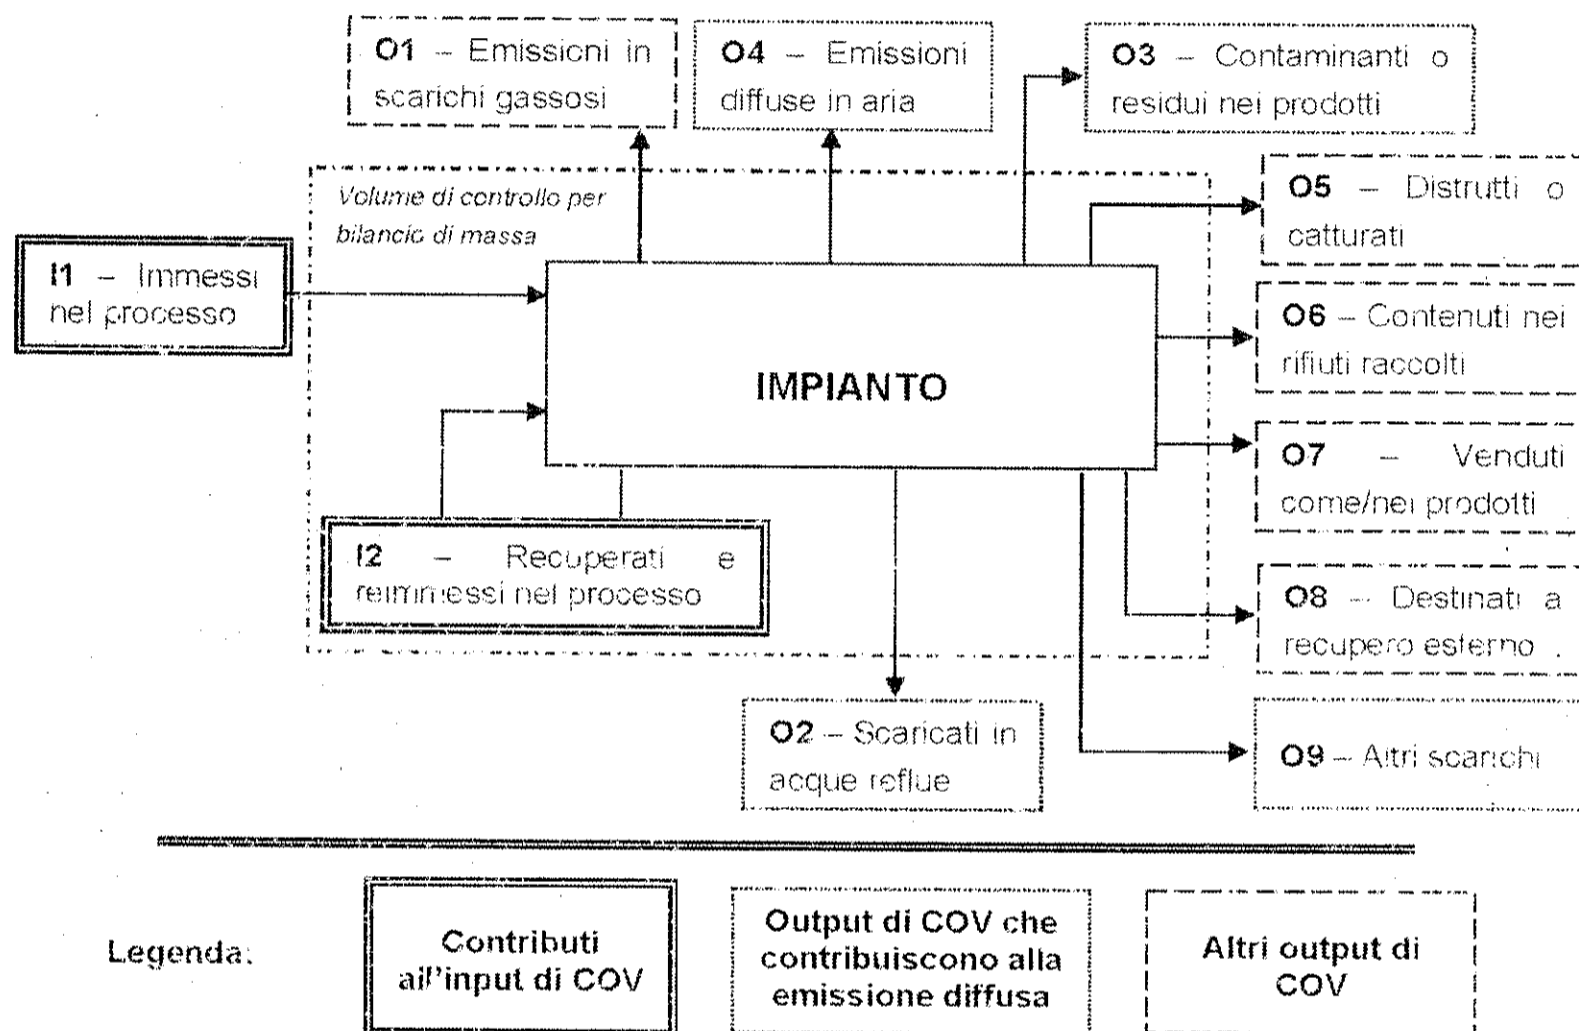 O1 – Emissioni in
scarichi gassosi
O4 – Emissioni
diffuse in aria
O3 – Contaminanti o
residui nei prodotti
Volume di controllo per
bilancio di massa
O5 – Distrutti o
catturati
I1 – Immessi
nel processo
O6 – Contenuti nei
rifiuti raccolti
IMPIANTO
O7 – Venduti
come/nei prodotti
I2 – Recuperati e
reimmessi nel processo
O8 – Destinati a
recupero esterno
O2 – Scaricati in
acque reflue
O9 – Altri scarichi
Legenda:
Contributi
all'input di COV
Output di COV che
contribuiscono alla
emissione diffusa
Altri output di
COV